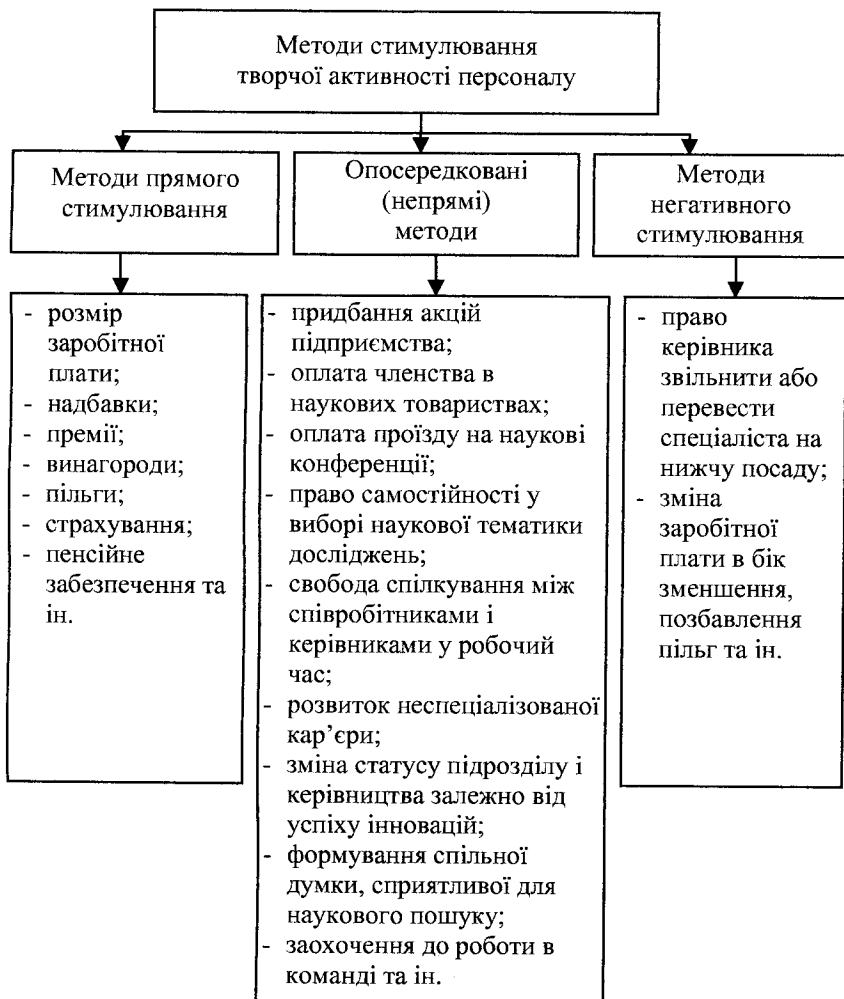 Методи стимулювання
творчої активності персоналу
Методи прямого
стимулювання
Опосередковані
(непрямі)
методи
Методи
негативного
стимулювання
- розмір
заробітної
плати;
- надбавки;
- премії;
- винагороди;
- пільги;
- страхування;
- пенсійне
забезпечення та
ін.
- придбання акцій
підприємства;
- оплата членства в
наукових товариствах;
- оплата проїзду на наукові
конференції;
- право самостійності у
виборі наукової тематики
досліджень;
- свобода спілкування між
співробітниками і
керівниками у робочий
час;
- розвиток неспеціалізованої
кар’єри;
- зміна статусу підрозділу і
керівництва залежно від
успіху інновацій;
- формування спільної
думки, сприятливої для
наукового пошуку;
- заохочення до роботи в
команді та ін.
- право
керівника
звільнити або
перевести
спеціаліста на
нижчу посаду;
- зміна
заробітної
плати в бік
зменшення,
позбавлення
пільг та ін.